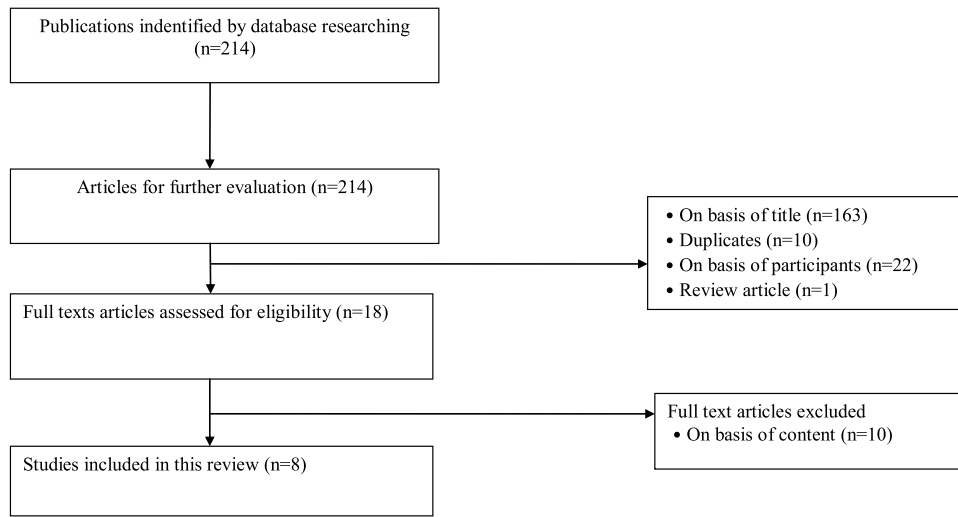 Publications indentified by database researching
(n=214)
Articles for further evaluation (n=214)
• On basis of title (n=163)
• Duplicates (n=10)
• On basis of participants (n=22)
• Review article (n=1)
Full texts articles assessed for eligibility (n=18)
Full text articles excluded
• On basis of content (n=10)
Studies included in this review (n=8)